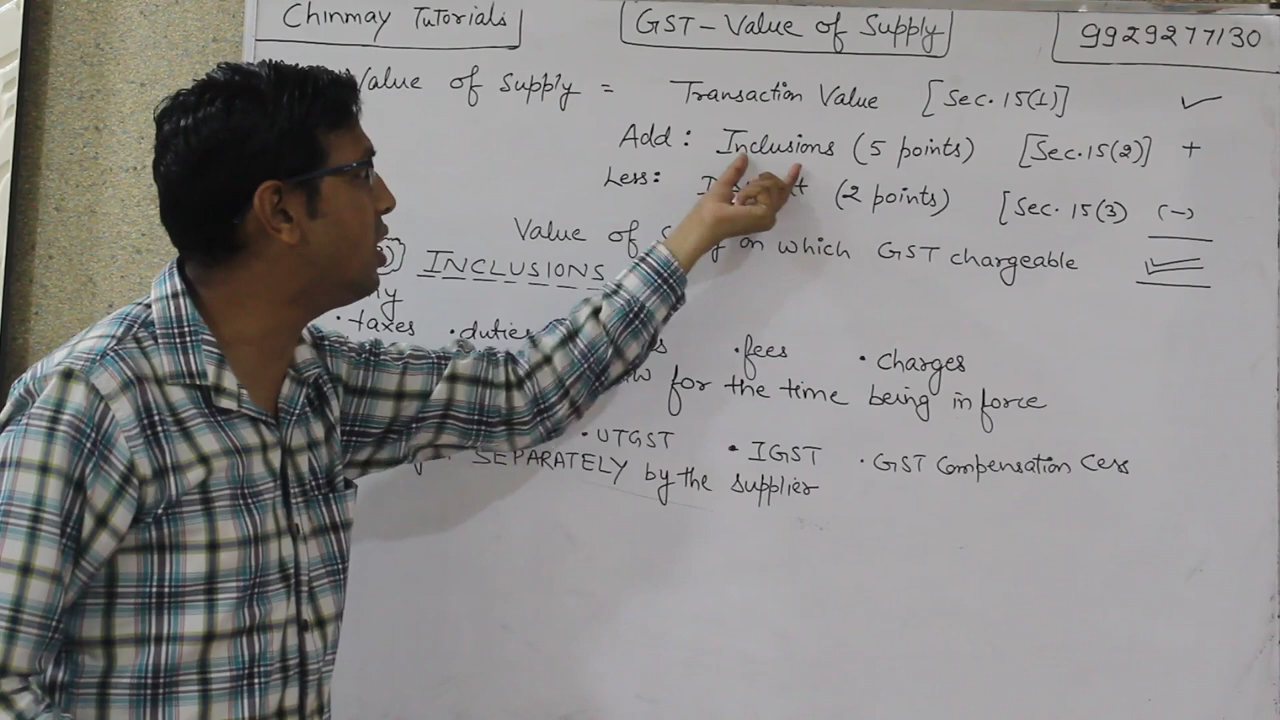 Chinmay Tutorials
GST - Value of Supply
9929277130
Value of Supply = Transaction Value [Sec. 15(1)] ✓
Add: Inclusions (5 points) [Sec. 15(2)] +
Less: (2 points) [Sec. 15(3) (-)
Value of on which GST chargeable
INCLUSIONS
• taxes • duties • fees • charges
for the time being in force
• UTGST • IGST • GST Compensation Cess
SEPARATELY by the supplier